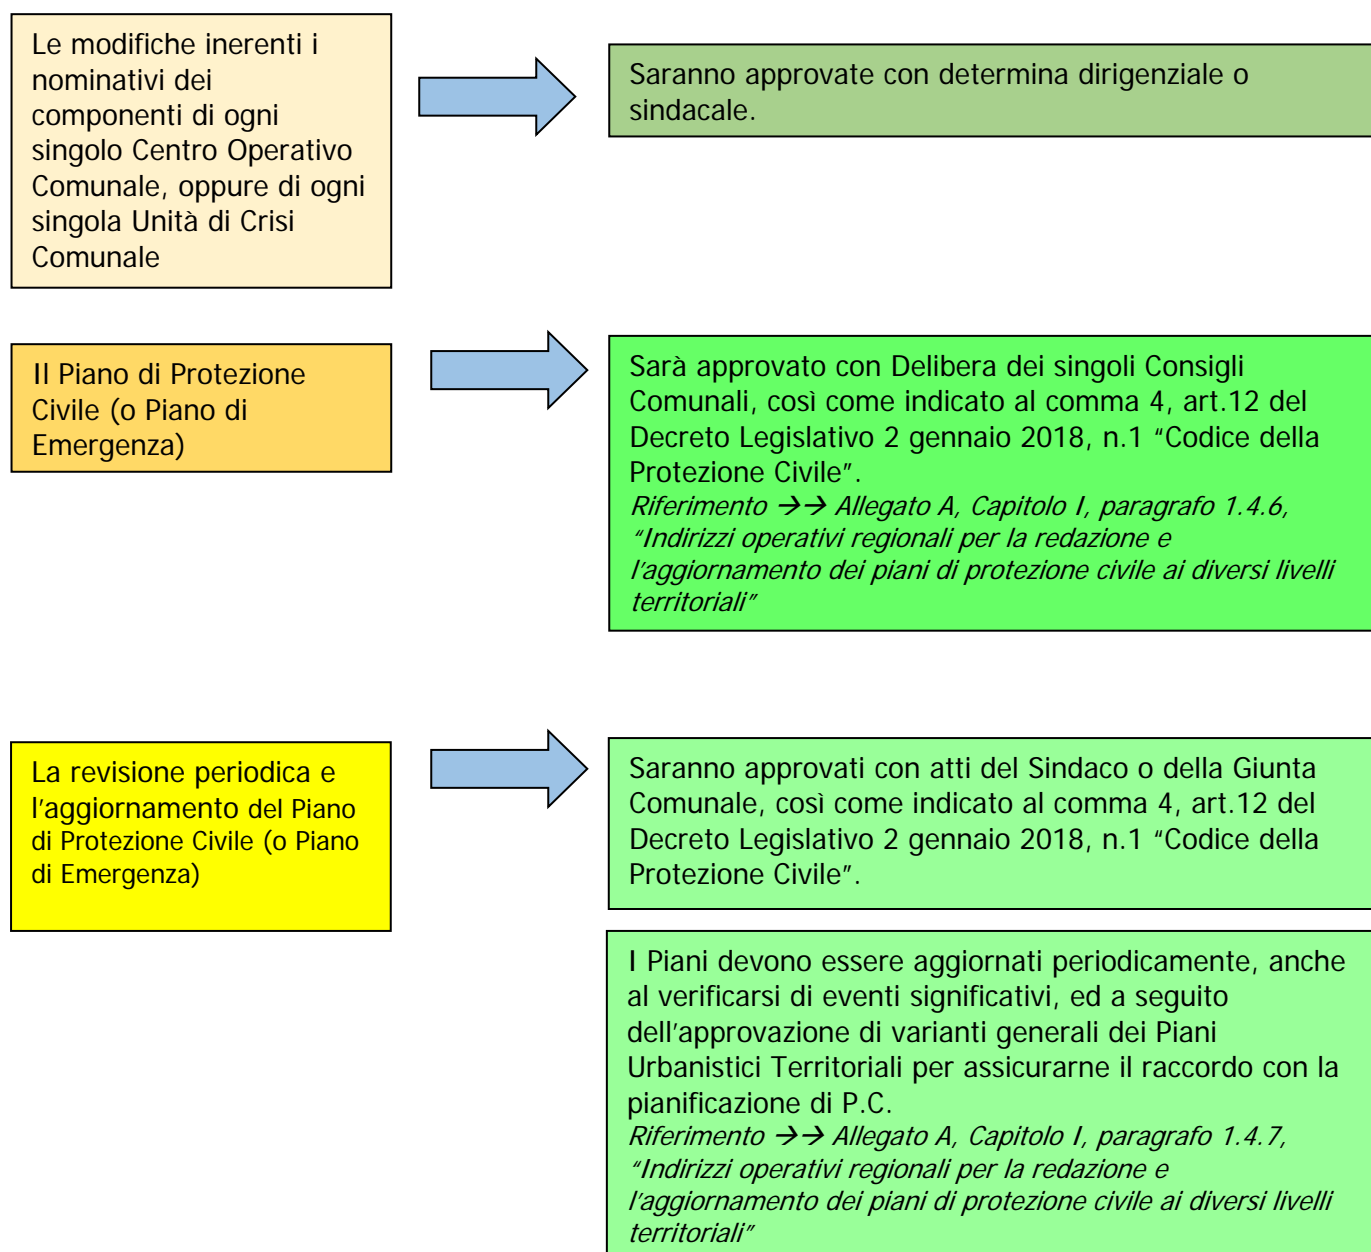 Le modifiche inerenti i
nominativi dei
componenti di ogni
singolo Centro Operativo
Comunale, oppure di ogni
singola Unità di Crisi
Comunale
Saranno approvate con determina dirigenziale o
sindacale.
Il Piano di Protezione
Civile (o Piano di
Emergenza)
Sarà approvato con Delibera dei singoli Consigli
Comunali, così come indicato al comma 4, art.12 del
Decreto Legislativo 2 gennaio 2018, n.1 “Codice della
Protezione Civile”.
Riferimento →→ Allegato A, Capitolo I, paragrafo 1.4.6,
“Indirizzi operativi regionali per la redazione e
l’aggiornamento dei piani di protezione civile ai diversi livelli
territoriali”
La revisione periodica e
l’aggiornamento del Piano
di Protezione Civile (o Piano
di Emergenza)
Saranno approvati con atti del Sindaco o della Giunta
Comunale, così come indicato al comma 4, art.12 del
Decreto Legislativo 2 gennaio 2018, n.1 “Codice della
Protezione Civile”.
I Piani devono essere aggiornati periodicamente, anche
al verificarsi di eventi significativi, ed a seguito
dell’approvazione di varianti generali dei Piani
Urbanistici Territoriali per assicurarne il raccordo con la
pianificazione di P.C.
Riferimento →→ Allegato A, Capitolo I, paragrafo 1.4.7,
“Indirizzi operativi regionali per la redazione e
l’aggiornamento dei piani di protezione civile ai diversi livelli
territoriali”